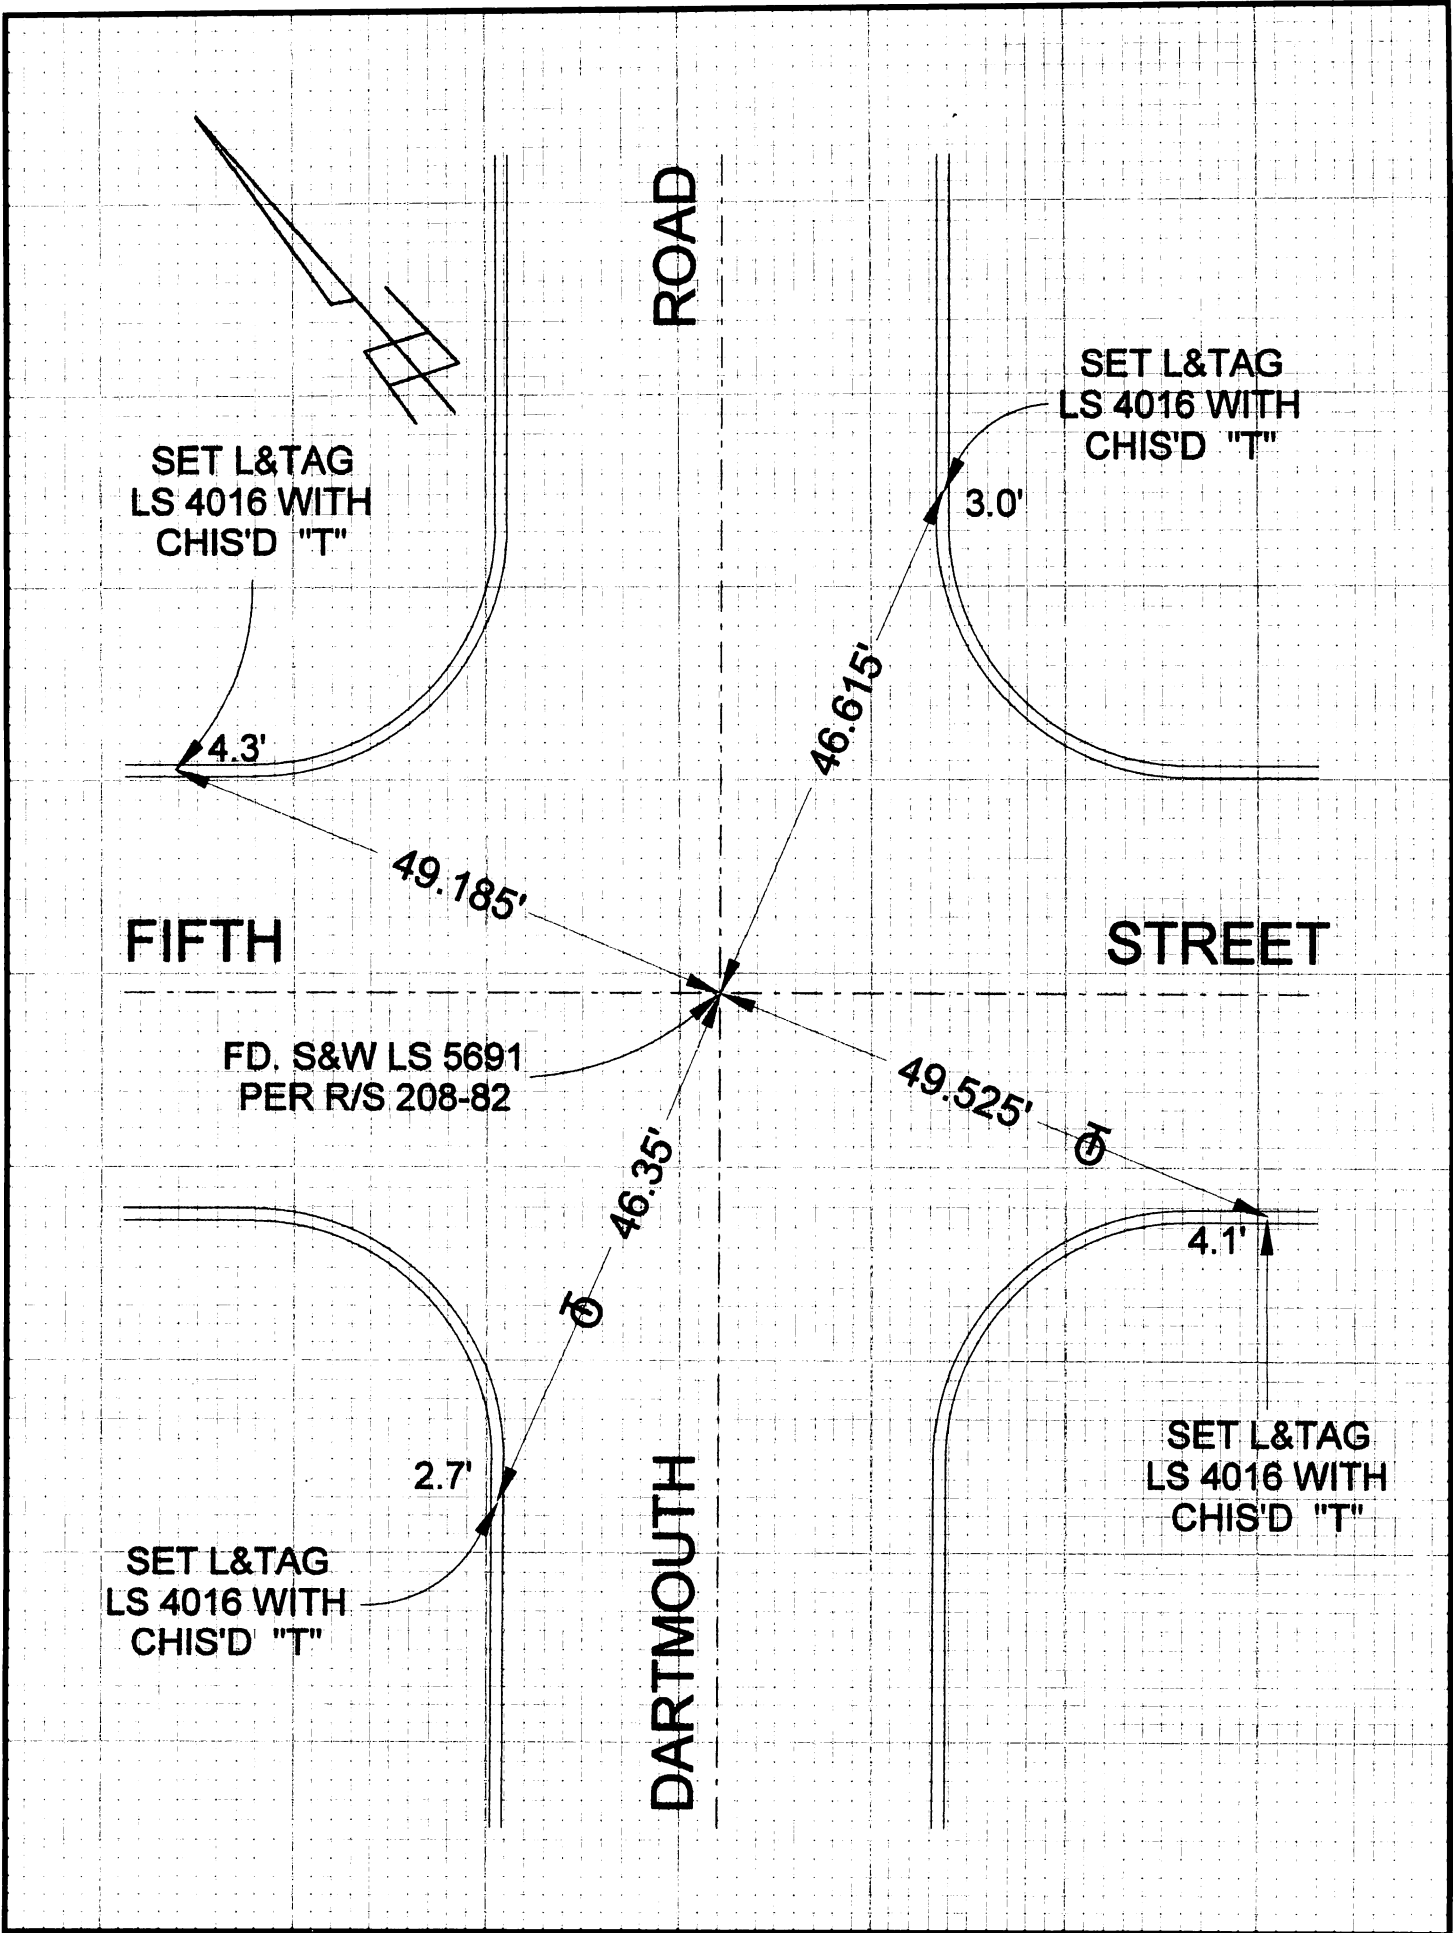 ROAD
SET L&TAG
LS 4016 WITH
CHIS'D "T"
SET L&TAG
LS 4016 WITH
CHIS'D "T"
3.0'
46.615'
4.3'
49.185'
FIFTH
STREET
FD. S&W LS 5691
PER R/S 208-82
49.525'
46.35'
4.1'
2.7'
SET L&TAG
LS 4016 WITH
CHIS'D "T"
DARTMOUTH
SET L&TAG
LS 4016 WITH
CHIS'D "T"